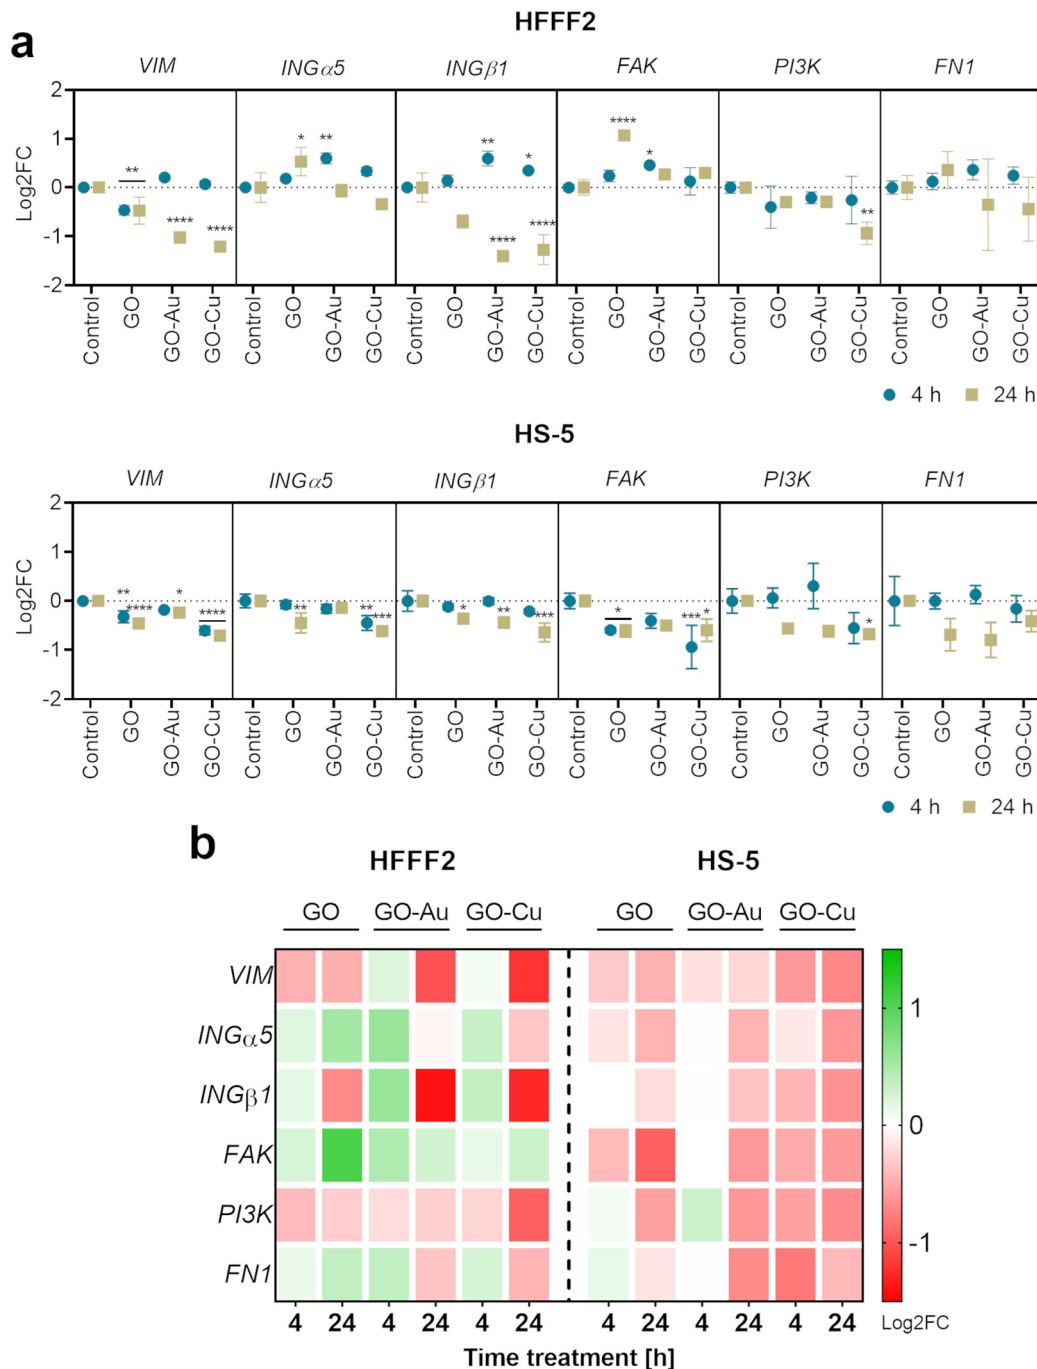 a
HFFF2
VIM INGα5 INGβ1 FAK PI3K FN1
Log2FC
2
1
0
-1
-2
** **** ****
* **
**** ** **** *
**** *
**
Control GO GO-Au GO-Cu Control GO GO-Au GO-Cu Control GO GO-Au GO-Cu Control GO GO-Au GO-Cu Control GO GO-Au GO-Cu Control GO GO-Au GO-Cu
4 h 24 h
HS-5
VIM INGα5 INGβ1 FAK PI3K FN1
Log2FC
2
1
0
-1
-2
** **** * ****
** ** ***
* ** ***
* *** *
*
Control GO GO-Au GO-Cu Control GO GO-Au GO-Cu Control GO GO-Au GO-Cu Control GO GO-Au GO-Cu Control GO GO-Au GO-Cu Control GO GO-Au GO-Cu
4 h 24 h
b
HFFF2 HS-5
GO GO-Au GO-Cu GO GO-Au GO-Cu
VIM
INGα5
INGβ1
FAK
PI3K
FN1
1
0
-1
Log2FC
4 24 4 24 4 24 4 24 4 24 4 24
Time treatment [h]